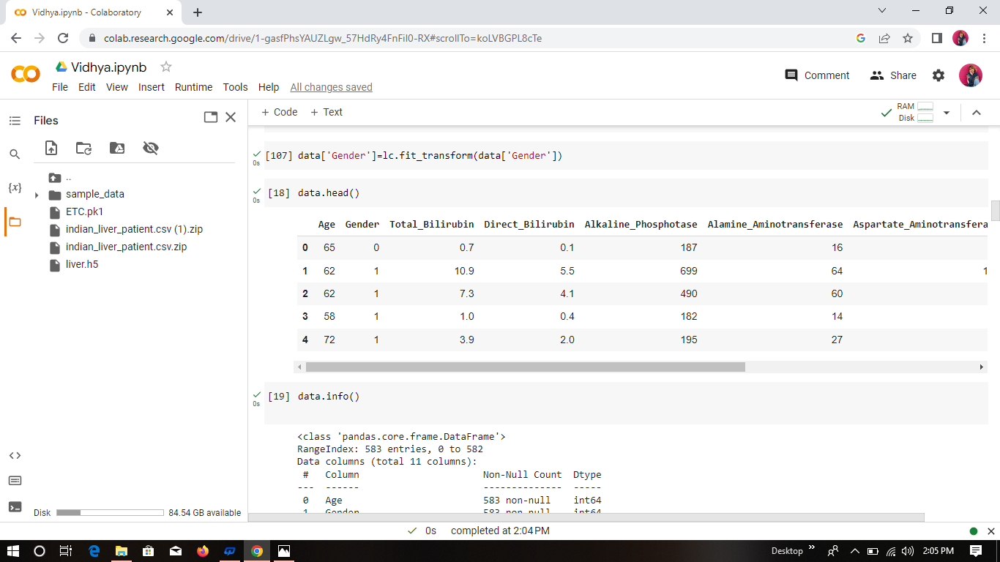 Vidhya.ipynb - Colaboratory
colab.research.google.com/drive/1-gasfPhsYAUZLgw_57HdRy4FnFil0-RX#scrollTo=koLVBGPL8cTe
Vidhya.ipynb
Comment Share
File Edit View Insert Runtime Tools Help All changes saved
Files
+ Code + Text
RAM
Disk
[107] data['Gender']=lc.fit_transform(data['Gender'])
0s
{x}
..
sample_data
ETC.pk1
indian_liver_patient.csv (1).zip
indian_liver_patient.csv.zip
liver.h5
[18] data.head()
0s
Age Gender Total_Bilirubin Direct_Bilirubin Alkaline_Phosphotase Alamine_Aminotransferase Aspartate_Aminotransfera
0 65 0 0.7 0.1 187 16
1 62 1 10.9 5.5 699 64 1
2 62 1 7.3 4.1 490 60
3 58 1 1.0 0.4 182 14
4 72 1 3.9 2.0 195 27
[19] data.info()
0s
<class 'pandas.core.frame.DataFrame'>
RangeIndex: 583 entries, 0 to 582
Data columns (total 11 columns):
# Column Non-Null Count Dtype
--- ------ -------------- -----
0 Age 583 non-null int64
1 Gender 583 non-null int64
Disk 84.54 GB available
0s completed at 2:04 PM
Desktop 2:05 PM